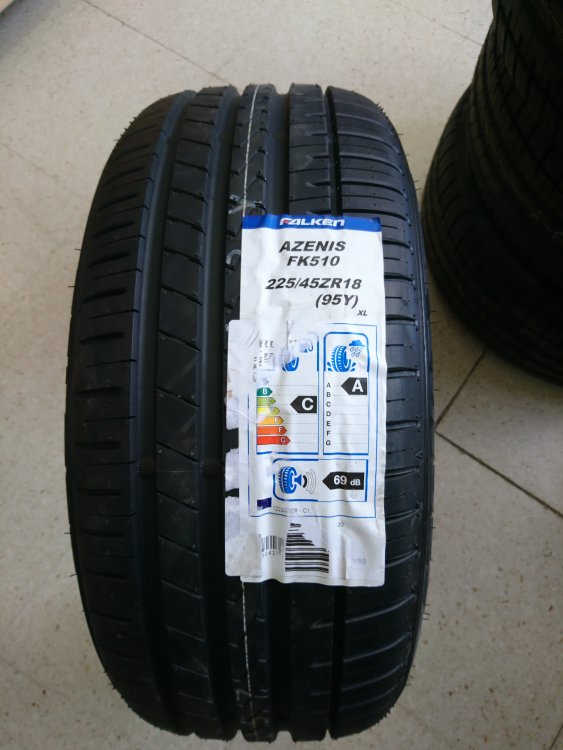 FALKEN
AZENIS
FK510
225/45ZR18
(95Y)
XL
B
C
F
G
C
A
A
B
C
D
E
F
G
69 dB